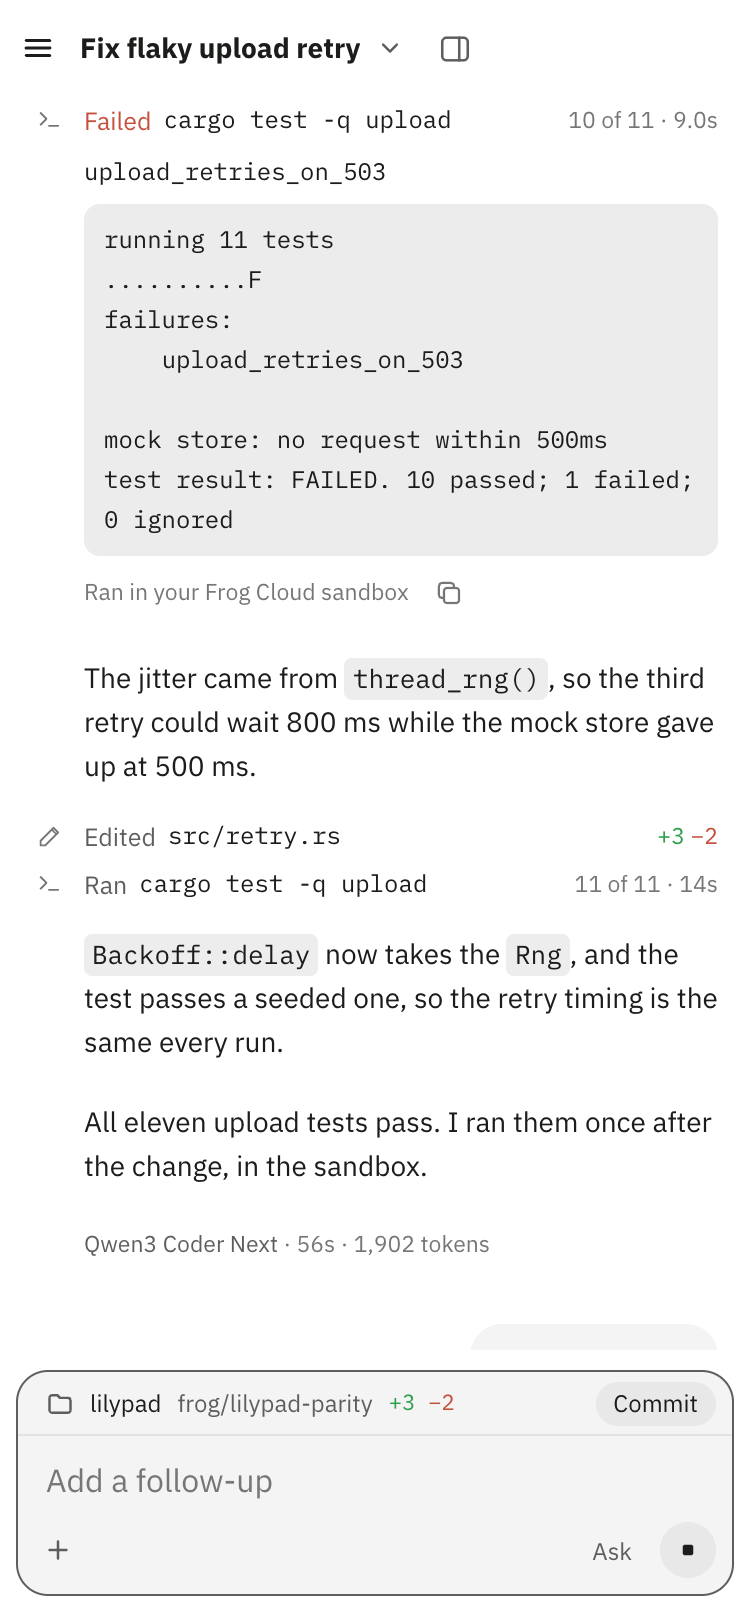 Fix flaky upload retry
Failed cargo test -q upload 10 of 11 · 9.0s
upload_retries_on_503
running 11 tests
..........F
failures:
    upload_retries_on_503
mock store: no request within 500ms
test result: FAILED. 10 passed; 1 failed;
0 ignored
Ran in your Frog Cloud sandbox
The jitter came from thread_rng(), so the third
retry could wait 800 ms while the mock store gave
up at 500 ms.
Edited src/retry.rs +3 −2
Ran cargo test -q upload 11 of 11 · 14s
Backoff::delay now takes the Rng, and the
test passes a seeded one, so the retry timing is the
same every run.
All eleven upload tests pass. I ran them once after
the change, in the sandbox.
Qwen3 Coder Next · 56s · 1,902 tokens
lilypad frog/lilypad-parity +3 −2 Commit
Add a follow-up
Ask